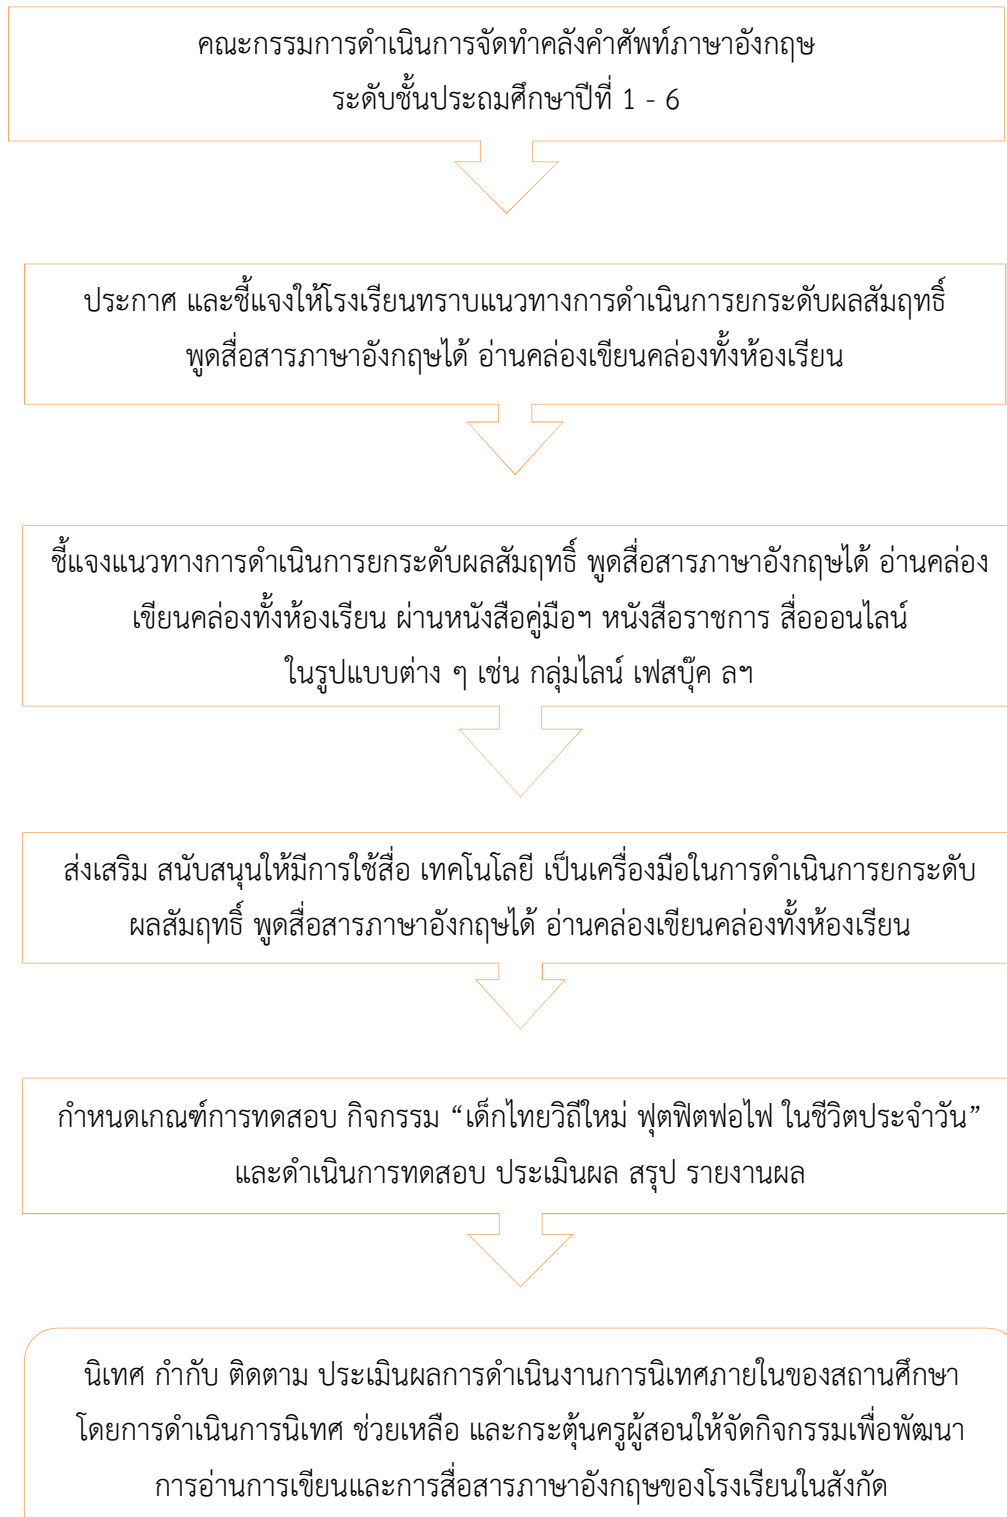 คณะกรรมการดำเนินการจัดทำคลังคำศัพท์ภาษาอังกฤษ
ระดับชั้นประถมศึกษาปีที่ 1 - 6
ประกาศ และชี้แจงให้โรงเรียนทราบแนวทางการดำเนินการยกระดับผลสัมฤทธิ์
พูดสื่อสารภาษาอังกฤษได้ อ่านคล่องเขียนคล่องทั้งห้องเรียน
ชี้แจงแนวทางการดำเนินการยกระดับผลสัมฤทธิ์ พูดสื่อสารภาษาอังกฤษได้ อ่านคล่อง
เขียนคล่องทั้งห้องเรียน ผ่านหนังสือคู่มือฯ หนังสือราชการ สื่อออนไลน์
ในรูปแบบต่าง ๆ เช่น กลุ่มไลน์ เฟสบุ๊ค ลฯ
ส่งเสริม สนับสนุนให้มีการใช้สื่อ เทคโนโลยี เป็นเครื่องมือในการดำเนินการยกระดับ
ผลสัมฤทธิ์ พูดสื่อสารภาษาอังกฤษได้ อ่านคล่องเขียนคล่องทั้งห้องเรียน
กำหนดเกณฑ์การทดสอบ กิจกรรม “เด็กไทยวิถีใหม่ ฟุตฟิตฟอไฟ ในชีวิตประจำวัน”
และดำเนินการทดสอบ ประเมินผล สรุป รายงานผล
นิเทศ กำกับ ติดตาม ประเมินผลการดำเนินงานการนิเทศภายในของสถานศึกษา
โดยการดำเนินการนิเทศ ช่วยเหลือ และกระตุ้นครูผู้สอนให้จัดกิจกรรมเพื่อพัฒนา
การอ่านการเขียนและการสื่อสารภาษาอังกฤษของโรงเรียนในสังกัด